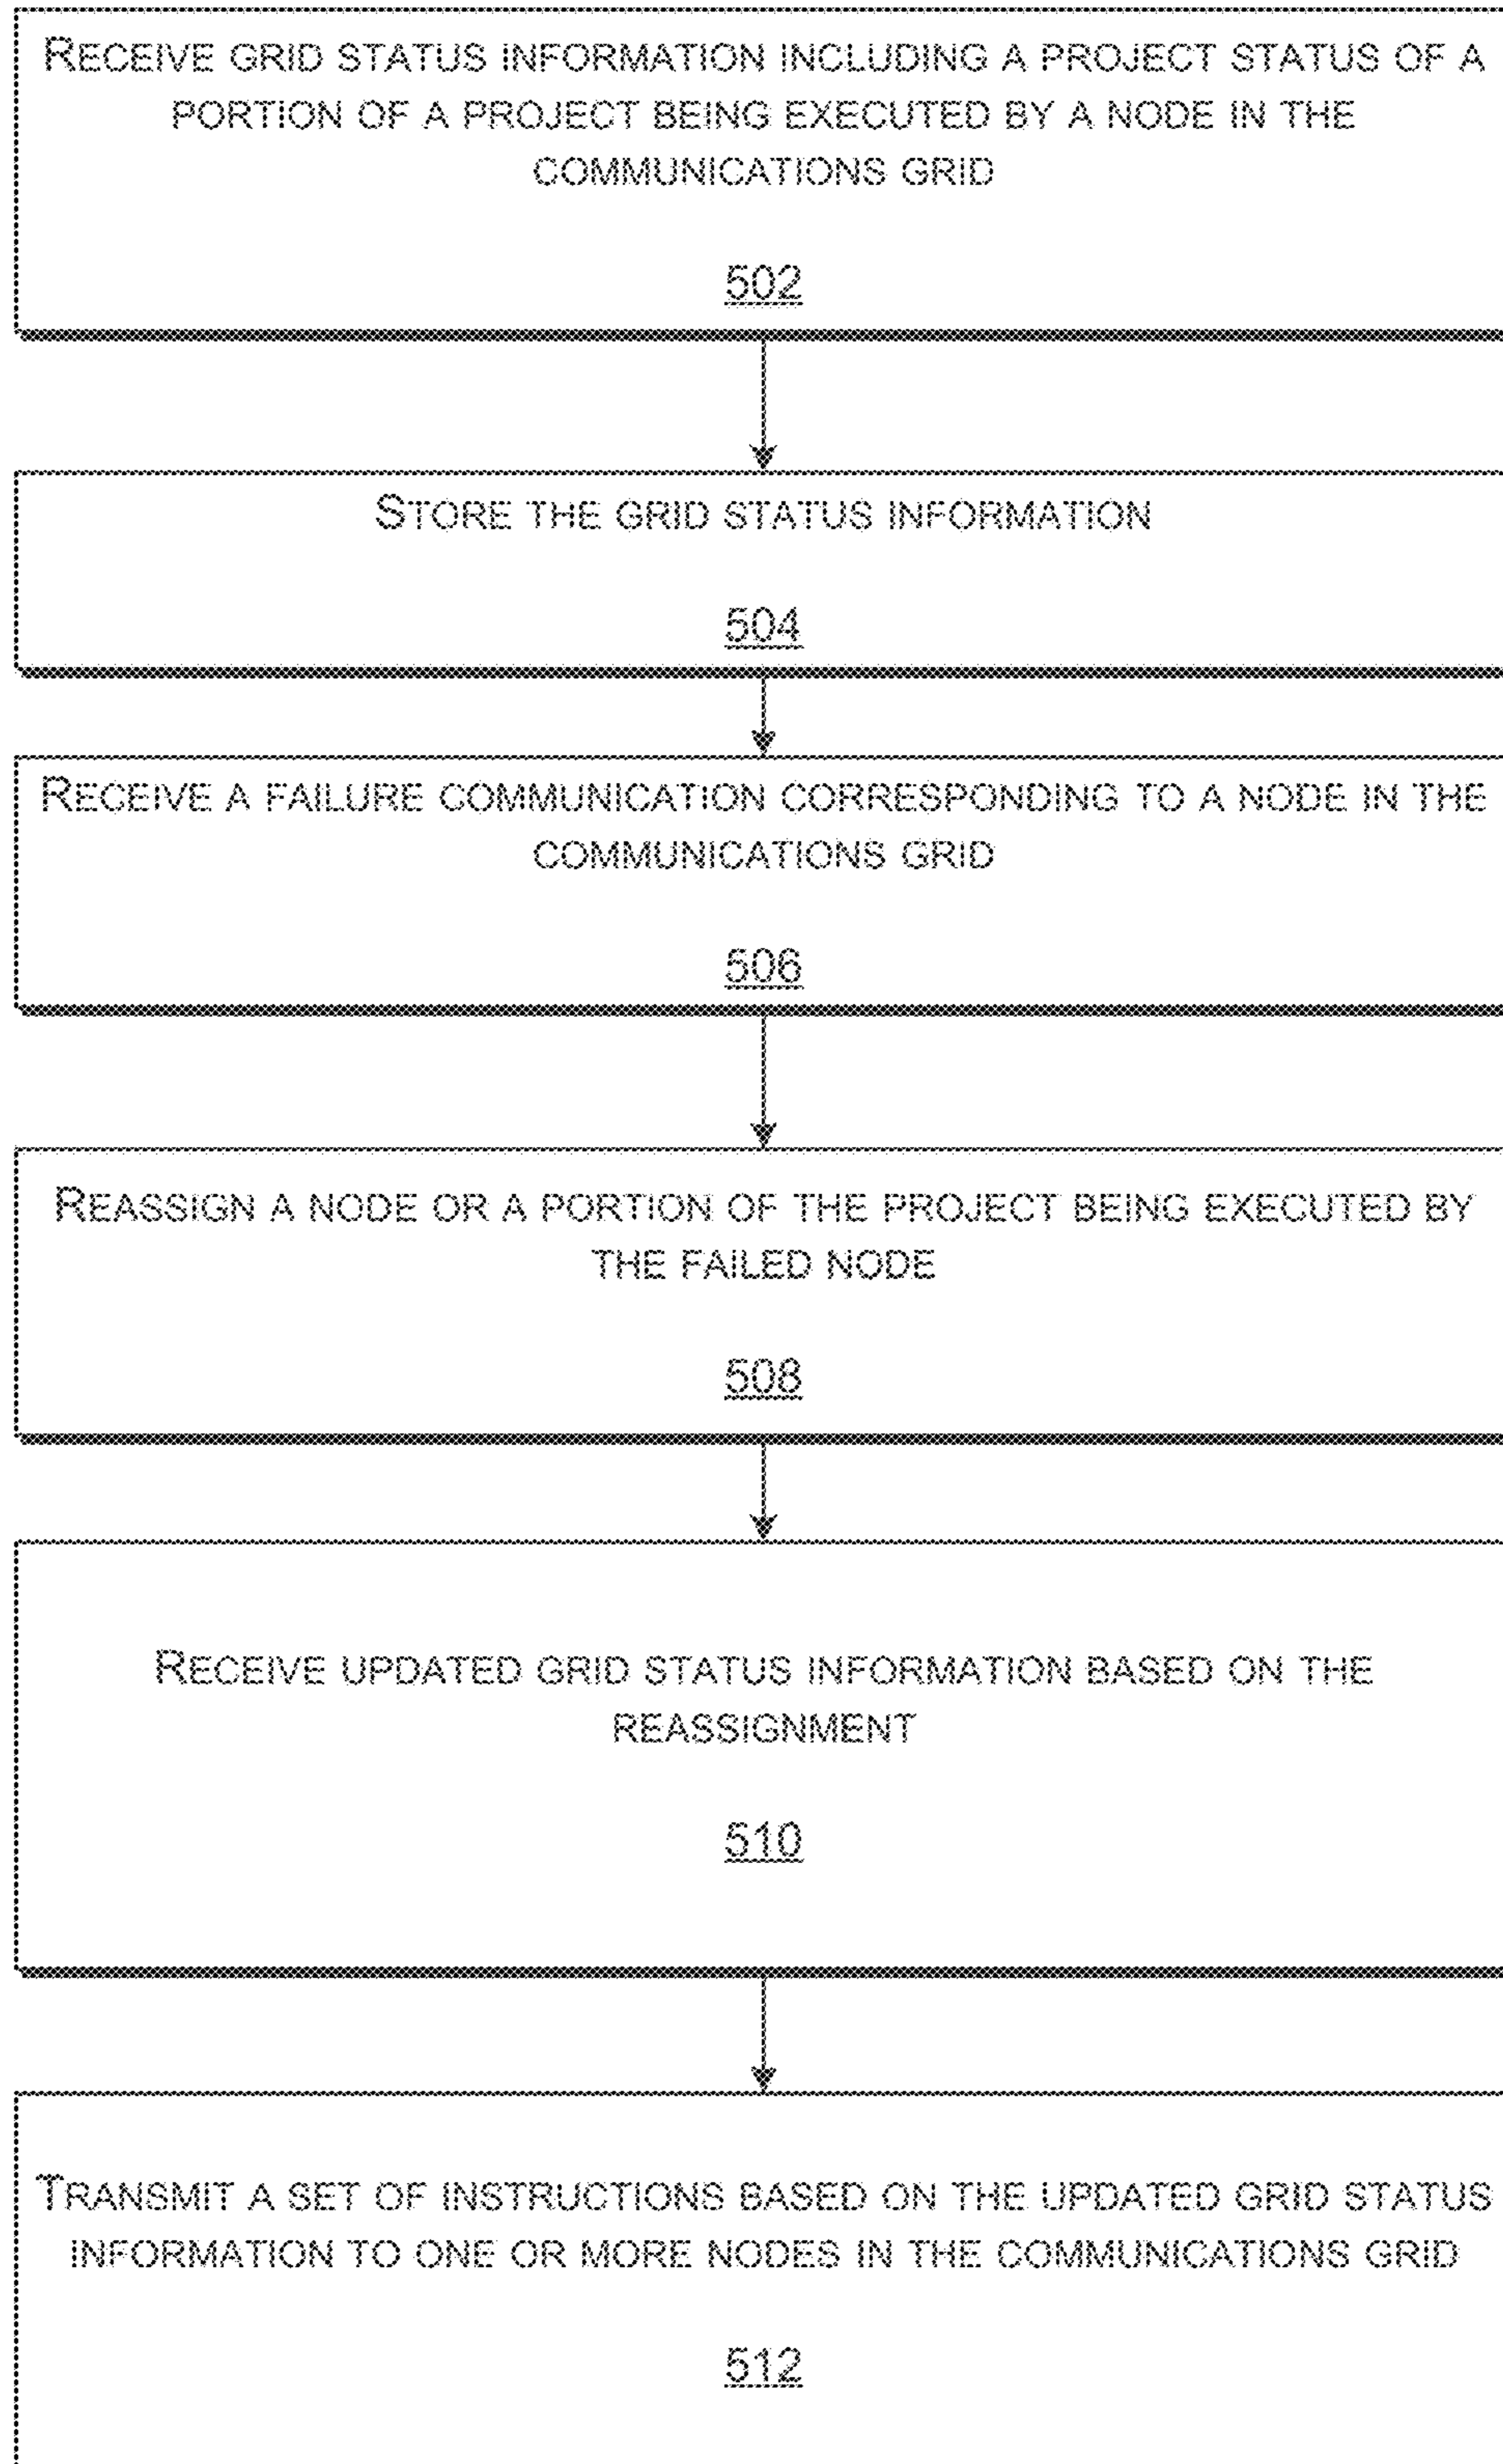 RECEIVE GRID STATUS INFORMATION INCLUDING A PROJECT STATUS OF A
PORTION OF A PROJECT BEING EXECUTED BY A NODE IN THE
COMMUNICATIONS GRID
502
STORE THE GRID STATUS INFORMATION
504
RECEIVE A FAILURE COMMUNICATION CORRESPONDING TO A NODE IN THE
COMMUNICATIONS GRID
506
REASSIGN A NODE OR A PORTION OF THE PROJECT BEING EXECUTED BY
THE FAILED NODE
508
RECEIVE UPDATED GRID STATUS INFORMATION BASED ON THE
REASSIGNMENT
510
TRANSMIT A SET OF INSTRUCTIONS BASED ON THE UPDATED GRID STATUS
INFORMATION TO ONE OR MORE NODES IN THE COMMUNICATIONS GRID
512